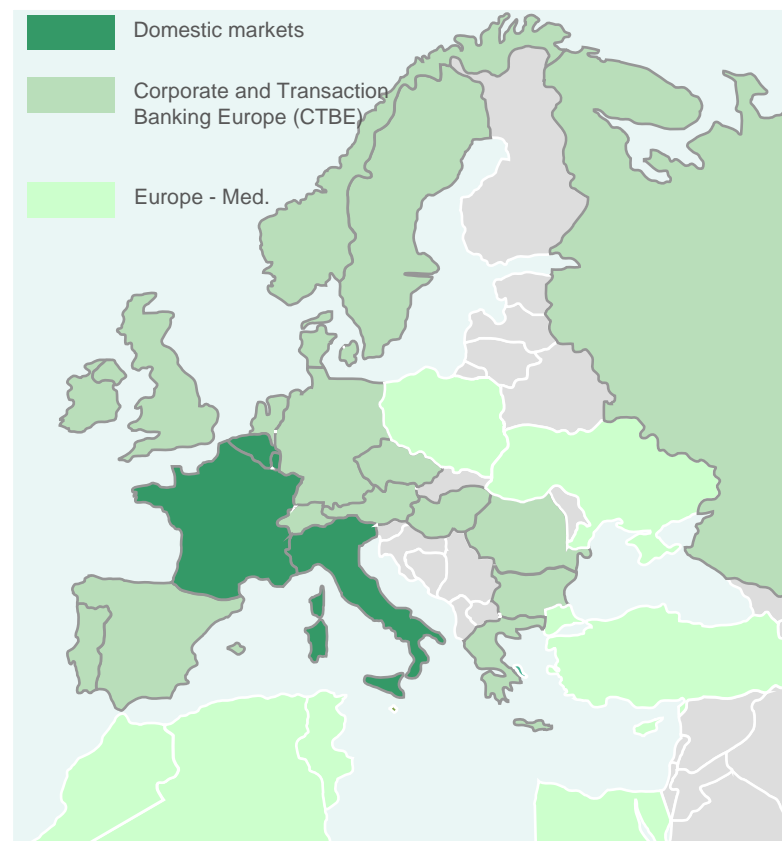 Domestic markets
Corporate and Transaction
Banking Europe (CTBE)
Europe - Med.